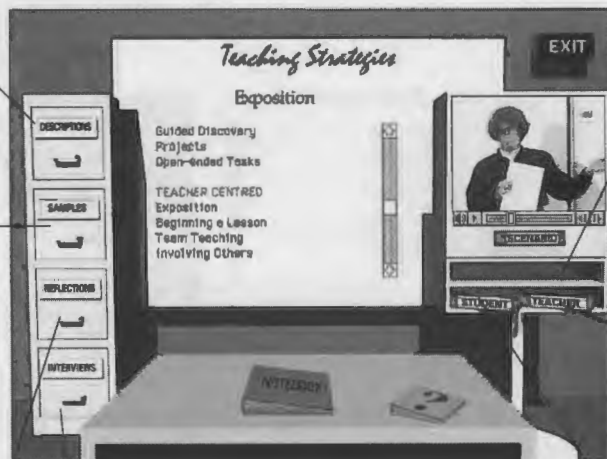 Teaching Strategies
EXIT
Exposition
Guided Discovery
Projects
Open-ended Tasks
TEACHER CENTRED
Exposition
Beginning a Lesson
Team Teaching
Involving Others
DESCRIPTIONS
SAMPLES
REFLECTIONS
INTERVIEWS
SCENARIO
STUDENT
TEACHER
NOTEBOOK
?